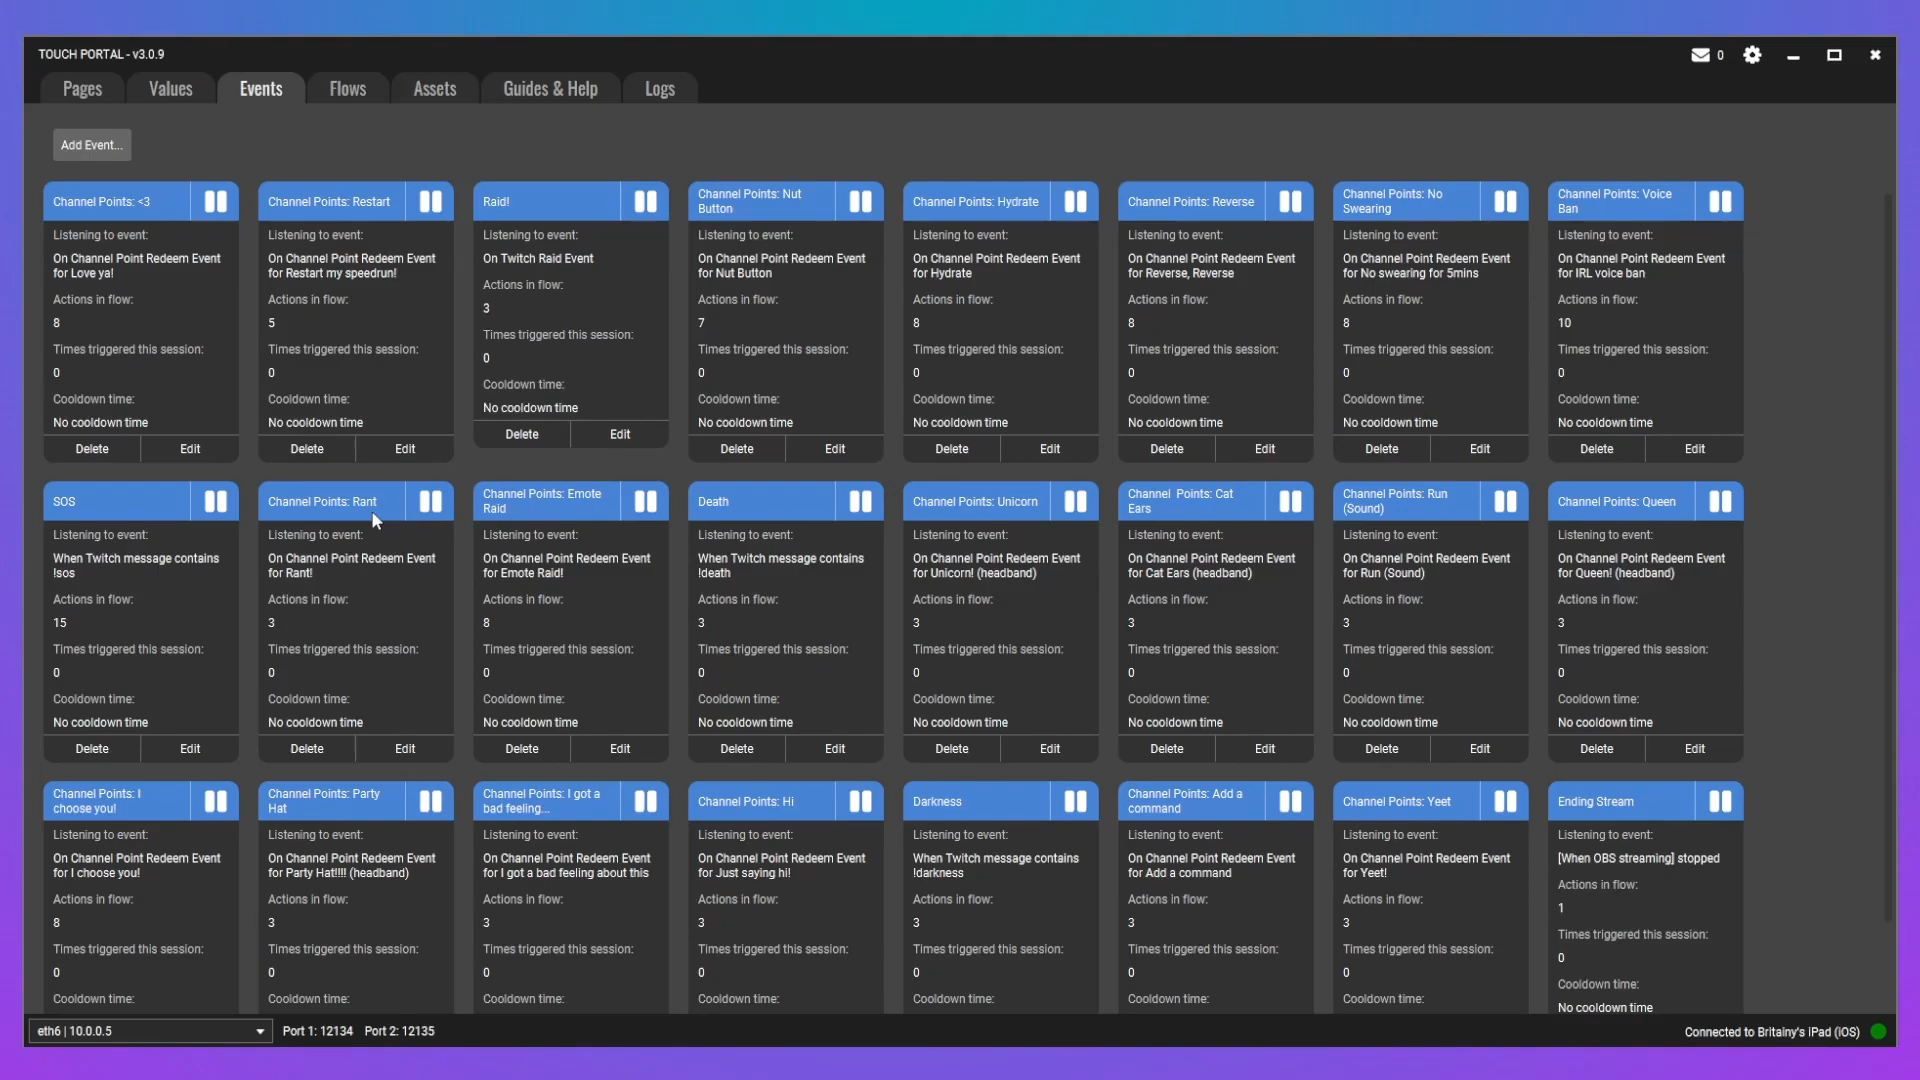 TOUCH PORTAL - v3.0.9
0
Pages
Values
Events
Flows
Assets
Guides & Help
Logs
Add Event...
Channel Points: <3
Listening to event:
On Channel Point Redeem Event
for Love ya!
Actions in flow:
8
Times triggered this session:
0
Cooldown time:
No cooldown time
Delete
Edit
Channel Points: Restart
Listening to event:
On Channel Point Redeem Event
for Restart my speedrun!
Actions in flow:
5
Times triggered this session:
0
Cooldown time:
No cooldown time
Delete
Edit
Raid!
Listening to event:
On Twitch Raid Event
Actions in flow:
3
Times triggered this session:
0
Cooldown time:
No cooldown time
Delete
Edit
Channel Points: Nut
Button
Listening to event:
On Channel Point Redeem Event
for Nut Button
Actions in flow:
7
Times triggered this session:
0
Cooldown time:
No cooldown time
Delete
Edit
Channel Points: Hydrate
Listening to event:
On Channel Point Redeem Event
for Hydrate
Actions in flow:
8
Times triggered this session:
0
Cooldown time:
No cooldown time
Delete
Edit
Channel Points: Reverse
Listening to event:
On Channel Point Redeem Event
for Reverse, Reverse
Actions in flow:
8
Times triggered this session:
0
Cooldown time:
No cooldown time
Delete
Edit
Channel Points: No
Swearing
Listening to event:
On Channel Point Redeem Event
for No swearing for 5mins
Actions in flow:
8
Times triggered this session:
0
Cooldown time:
No cooldown time
Delete
Edit
Channel Points: Voice
Ban
Listening to event:
On Channel Point Redeem Event
for IRL voice ban
Actions in flow:
10
Times triggered this session:
0
Cooldown time:
No cooldown time
Delete
Edit
SOS
Listening to event:
When Twitch message contains
!sos
Actions in flow:
15
Times triggered this session:
0
Cooldown time:
No cooldown time
Delete
Edit
Channel Points: Rant
Listening to event:
On Channel Point Redeem Event
for Rant!
Actions in flow:
3
Times triggered this session:
0
Cooldown time:
No cooldown time
Delete
Edit
Channel Points: Emote
Raid
Listening to event:
On Channel Point Redeem Event
for Emote Raid!
Actions in flow:
8
Times triggered this session:
0
Cooldown time:
No cooldown time
Delete
Edit
Death
Listening to event:
When Twitch message contains
!death
Actions in flow:
3
Times triggered this session:
0
Cooldown time:
No cooldown time
Delete
Edit
Channel Points: Unicorn
Listening to event:
On Channel Point Redeem Event
for Unicorn! (headband)
Actions in flow:
3
Times triggered this session:
0
Cooldown time:
No cooldown time
Delete
Edit
Channel Points: Cat
Ears
Listening to event:
On Channel Point Redeem Event
for Cat Ears (headband)
Actions in flow:
3
Times triggered this session:
0
Cooldown time:
No cooldown time
Delete
Edit
Channel Points: Run
(Sound)
Listening to event:
On Channel Point Redeem Event
for Run (Sound)
Actions in flow:
3
Times triggered this session:
0
Cooldown time:
No cooldown time
Delete
Edit
Channel Points: Queen
Listening to event:
On Channel Point Redeem Event
for Queen! (headband)
Actions in flow:
3
Times triggered this session:
0
Cooldown time:
No cooldown time
Delete
Edit
Channel Points: I
choose you!
Listening to event:
On Channel Point Redeem Event
for I choose you!
Actions in flow:
8
Times triggered this session:
0
Cooldown time:
Channel Points: Party
Hat
Listening to event:
On Channel Point Redeem Event
for Party Hat!!!! (headband)
Actions in flow:
3
Times triggered this session:
0
Cooldown time:
Channel Points: I got a
bad feeling...
Listening to event:
On Channel Point Redeem Event
for I got a bad feeling about this
Actions in flow:
3
Times triggered this session:
0
Cooldown time:
Channel Points: Hi
Listening to event:
On Channel Point Redeem Event
for Just saying hi!
Actions in flow:
3
Times triggered this session:
0
Cooldown time:
Darkness
Listening to event:
When Twitch message contains
!darkness
Actions in flow:
3
Times triggered this session:
0
Cooldown time:
Channel Points: Add a
command
Listening to event:
On Channel Point Redeem Event
for Add a command
Actions in flow:
3
Times triggered this session:
0
Cooldown time:
Channel Points: Yeet
Listening to event:
On Channel Point Redeem Event
for Yeet!
Actions in flow:
3
Times triggered this session:
0
Cooldown time:
Ending Stream
Listening to event:
[When OBS streaming] stopped
Actions in flow:
1
Times triggered this session:
0
Cooldown time:
No cooldown time
eth6 | 10.0.0.5
Port 1: 12134
Port 2: 12135
Connected to Britainy's iPad (iOS)